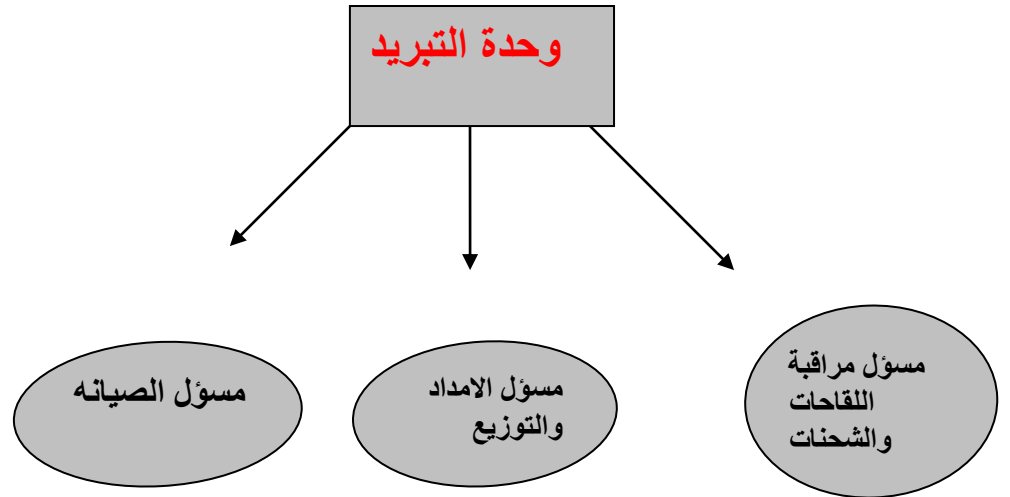 وحدة التبريد
مسؤل مراقبة
اللقاحات
والشحنات
مسؤل الامداد
والتوزيع
مسؤل الصيانه